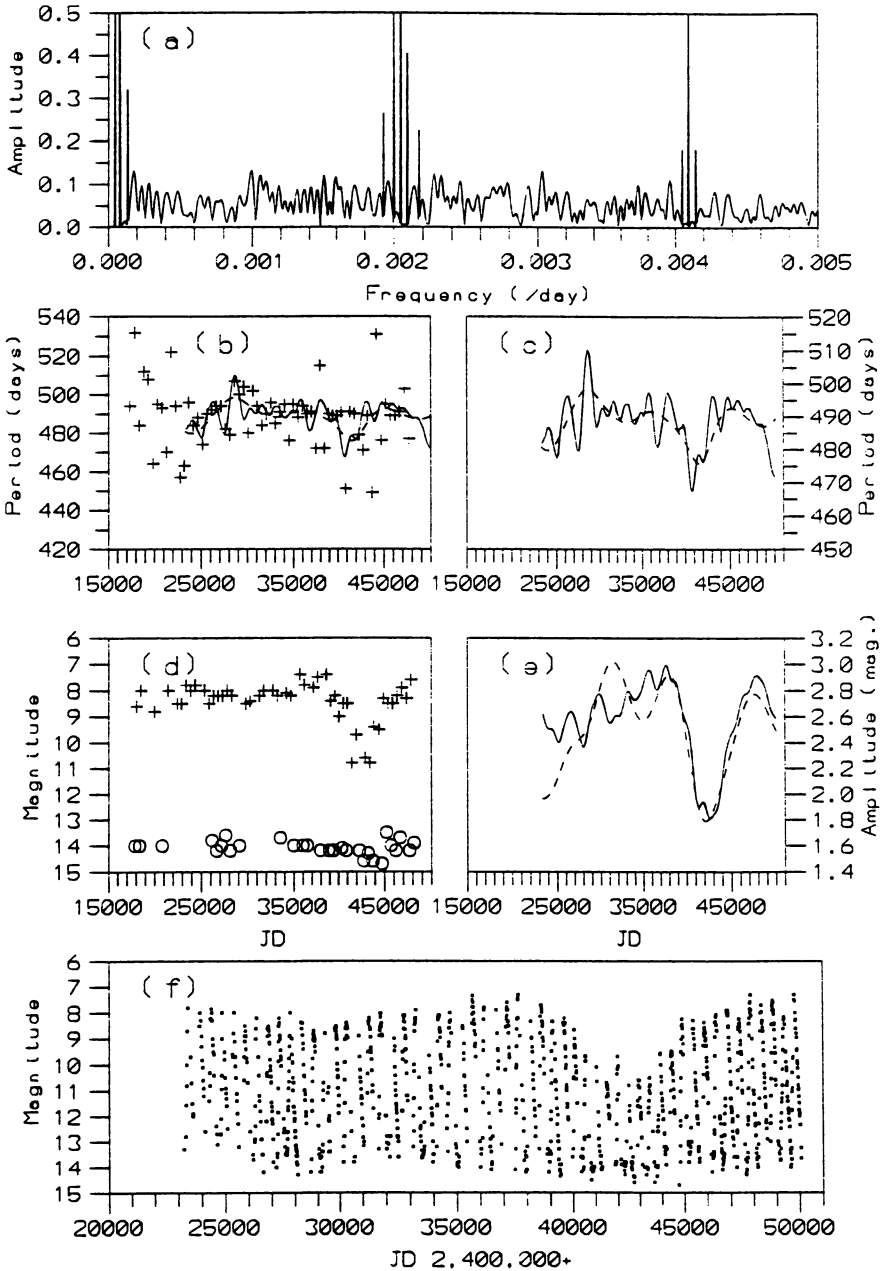 ( a )
Amplitude
0.5
0.4
0.3
0.2
0.1
0.0
0.000 0.001 0.002 0.003 0.004 0.005
Frequency (/day)
( b )
Period (days)
540
520
500
480
460
440
420
15000 25000 35000 45000
( c )
520
510
500
490
480
470
460
450
Period (days)
15000 25000 35000 45000
( d )
Magnitude
6
7
8
9
10
11
12
13
14
15
15000 25000 35000 45000
JD
( e )
3.2
3.0
2.8
2.6
2.4
2.2
2.0
1.8
1.6
1.4
Amplitude (mag.)
15000 25000 35000 45000
JD
( f )
Magnitude
6
7
8
9
10
11
12
13
14
15
20000 25000 30000 35000 40000 45000 50000
JD 2,400,000+